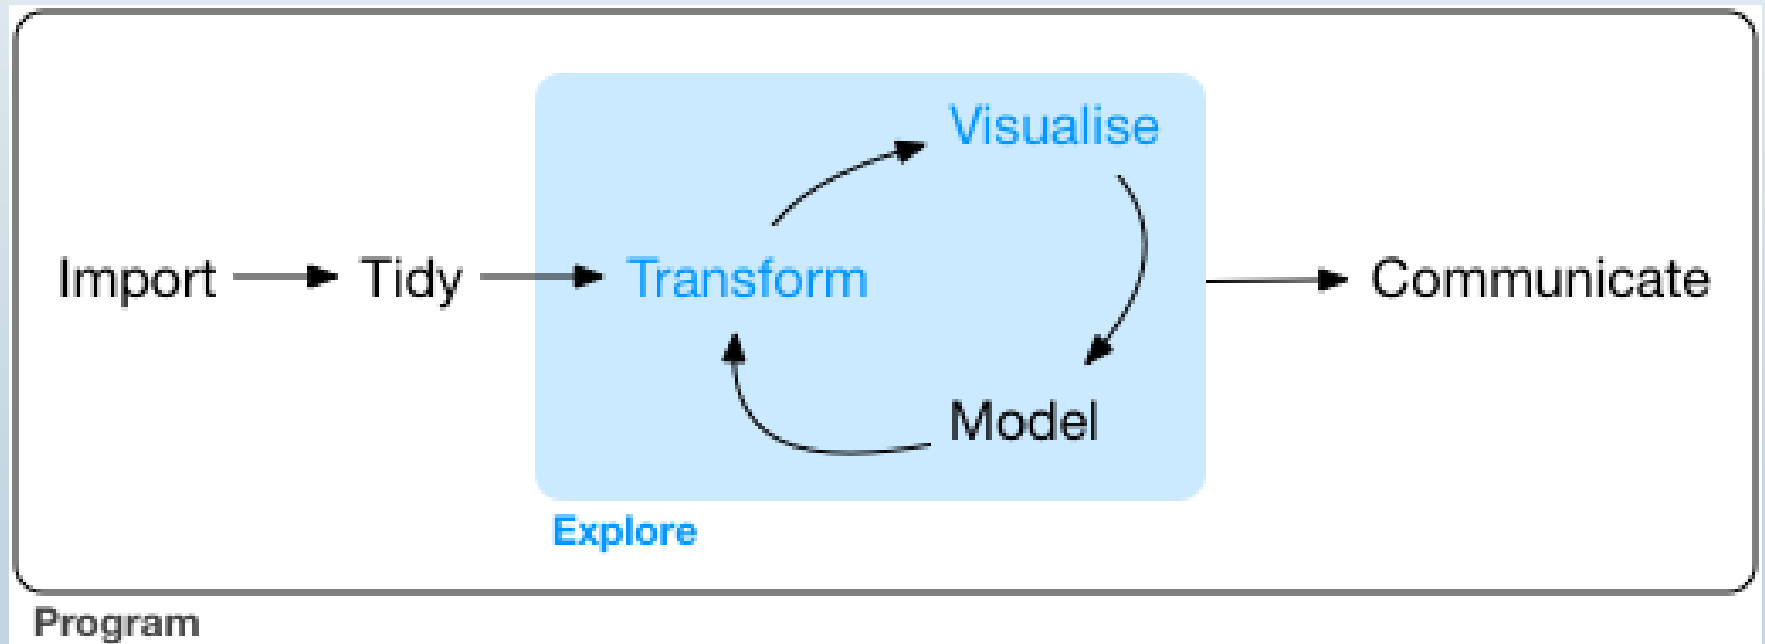 Visualise
Import Tidy Transform Communicate
Model
Explore
Program